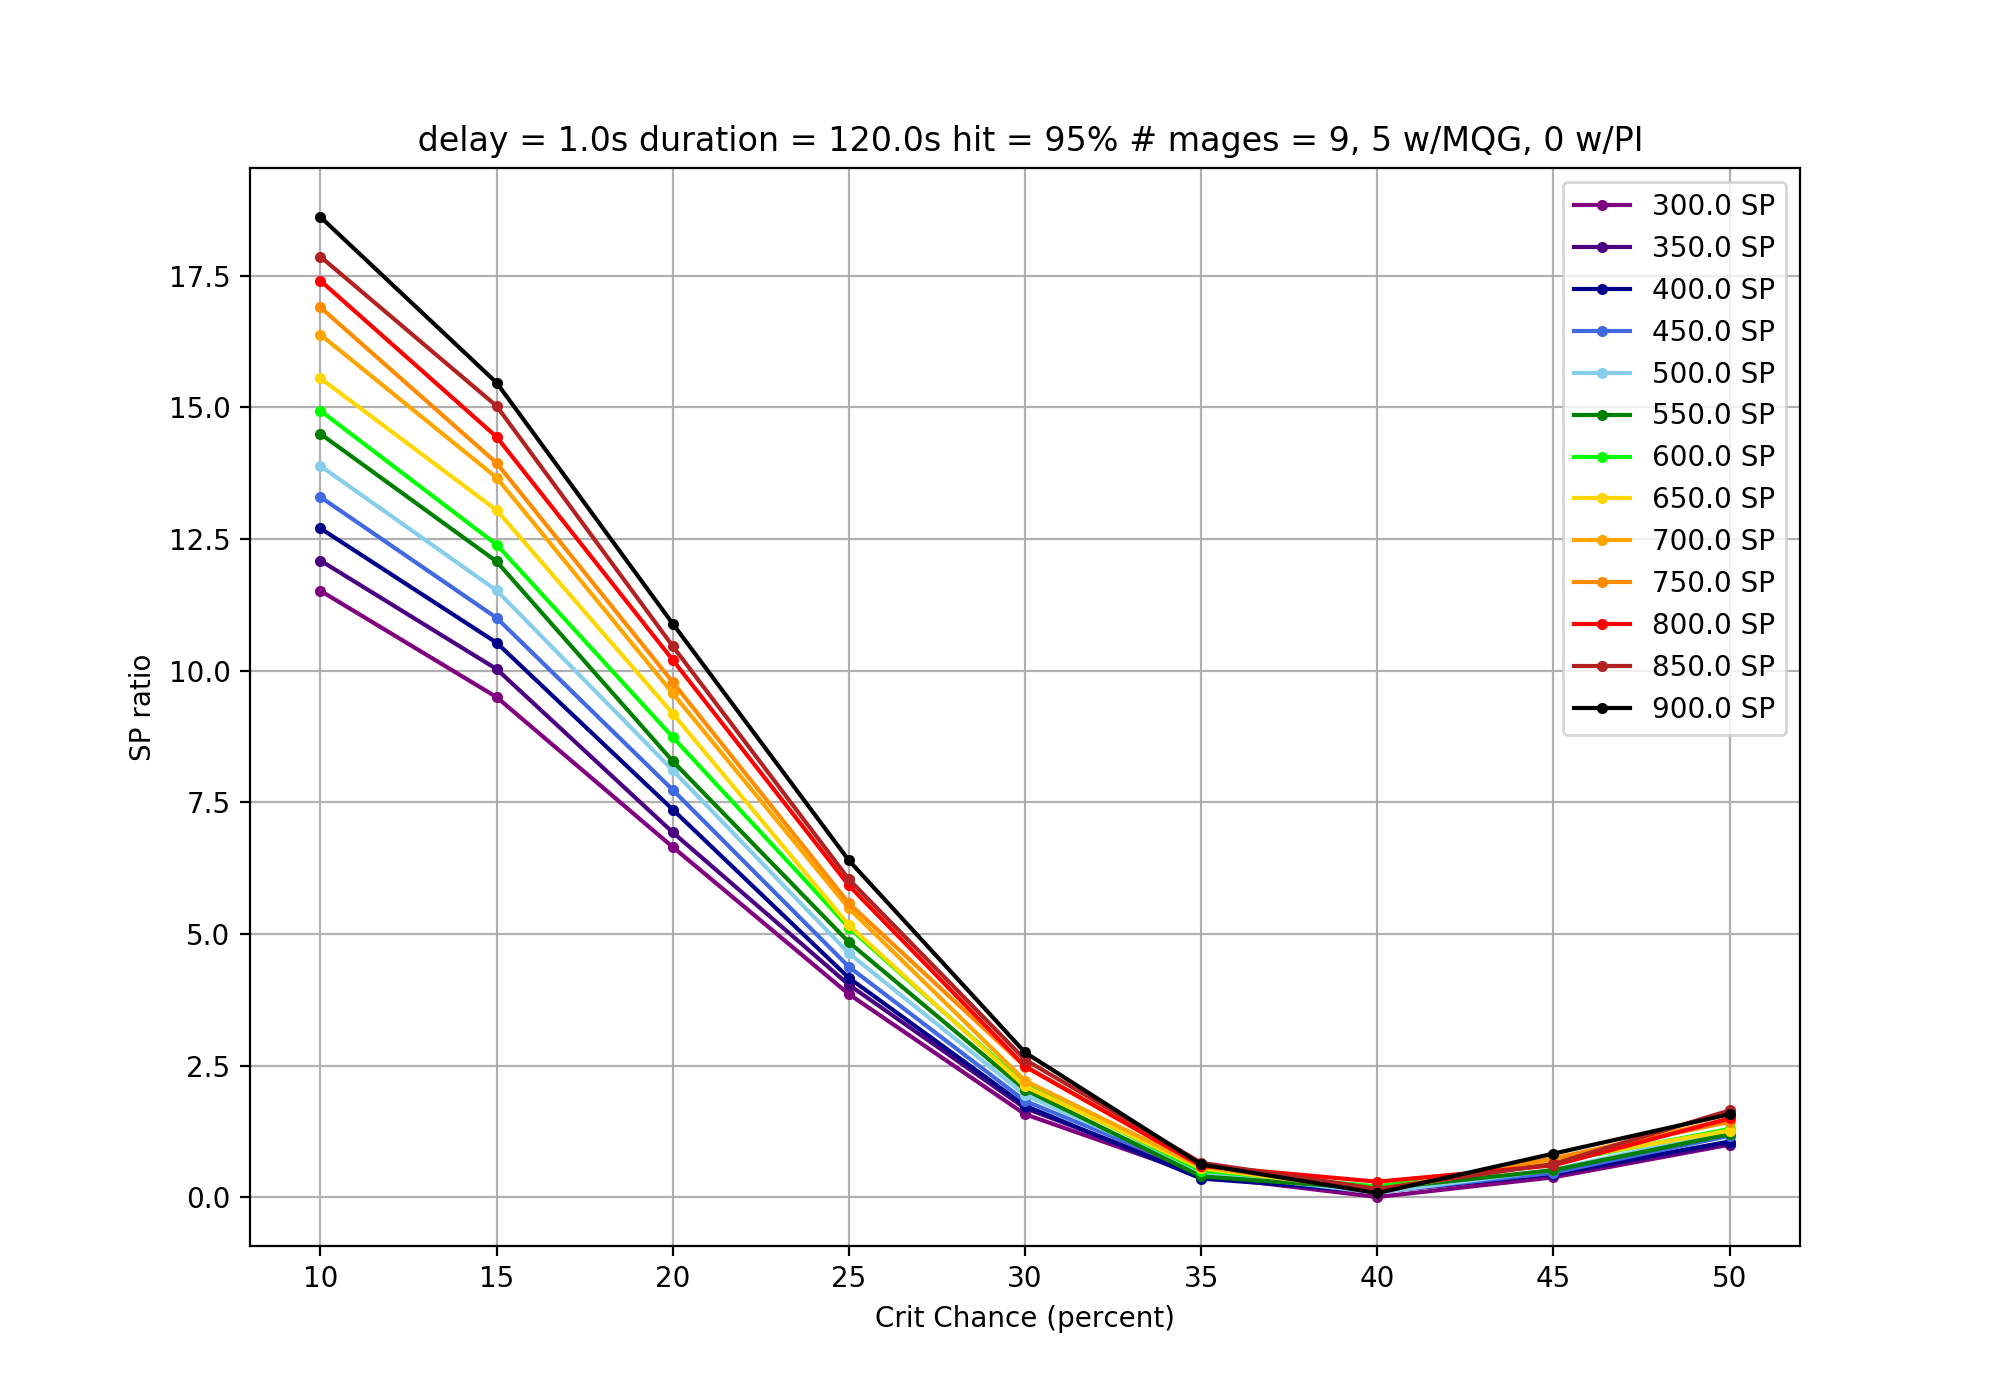 delay = 1.0s duration = 120.0s hit = 95% # mages = 9, 5 w/MQG, 0 w/PI
300.0 SP
350.0 SP
400.0 SP
450.0 SP
500.0 SP
550.0 SP
600.0 SP
650.0 SP
700.0 SP
750.0 SP
800.0 SP
850.0 SP
900.0 SP
17.5
15.0
12.5
10.0
7.5
5.0
2.5
0.0
SP ratio
10 15 20 25 30 35 40 45 50
Crit Chance (percent)